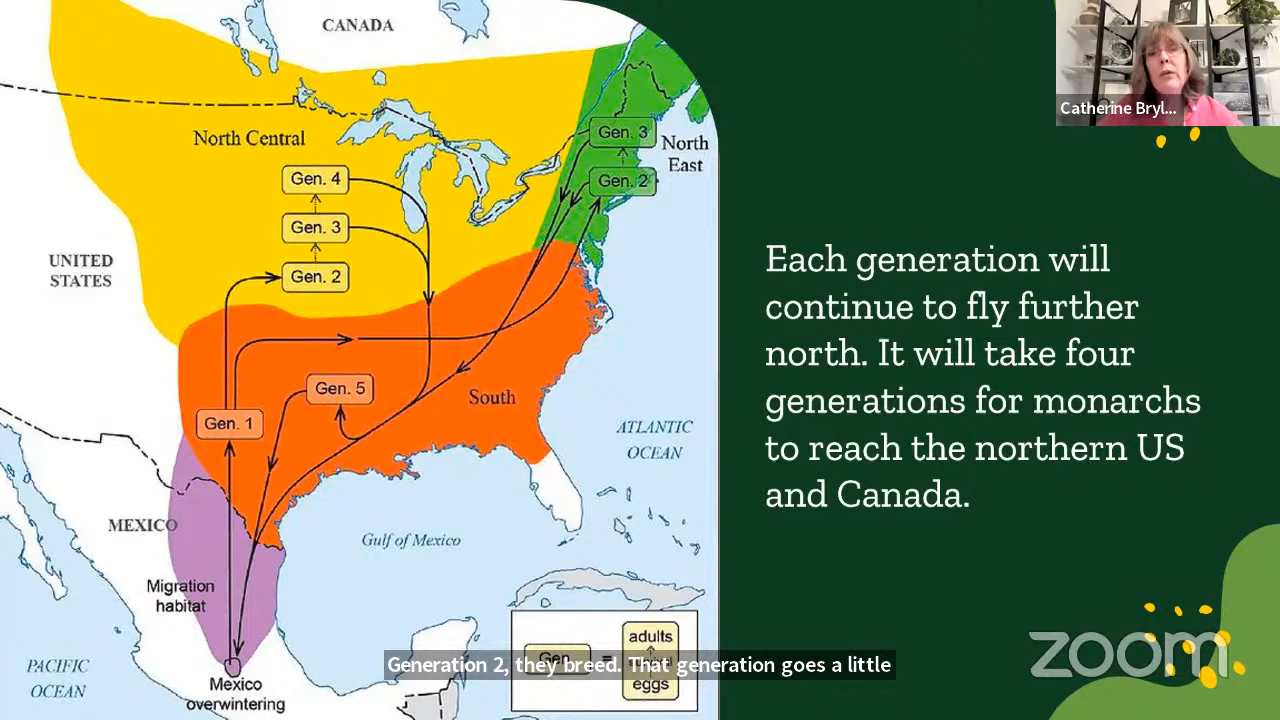 CANADA
Catherine Bryl...
North Central
Gen. 3
North
East
Gen. 4
Gen. 2
Gen. 3
UNITED
STATES
Gen. 2
Each generation will
continue to fly further
north. It will take four
generations for monarchs
to reach the northern US
and Canada.
Gen. 5
South
Gen. 1
ATLANTIC
OCEAN
MEXICO
Gulf of Mexico
Migration
habitat
adults
Gen. =
eggs
PACIFIC
OCEAN
Mexico
overwintering
Generation 2, they breed. That generation goes a little
zoom